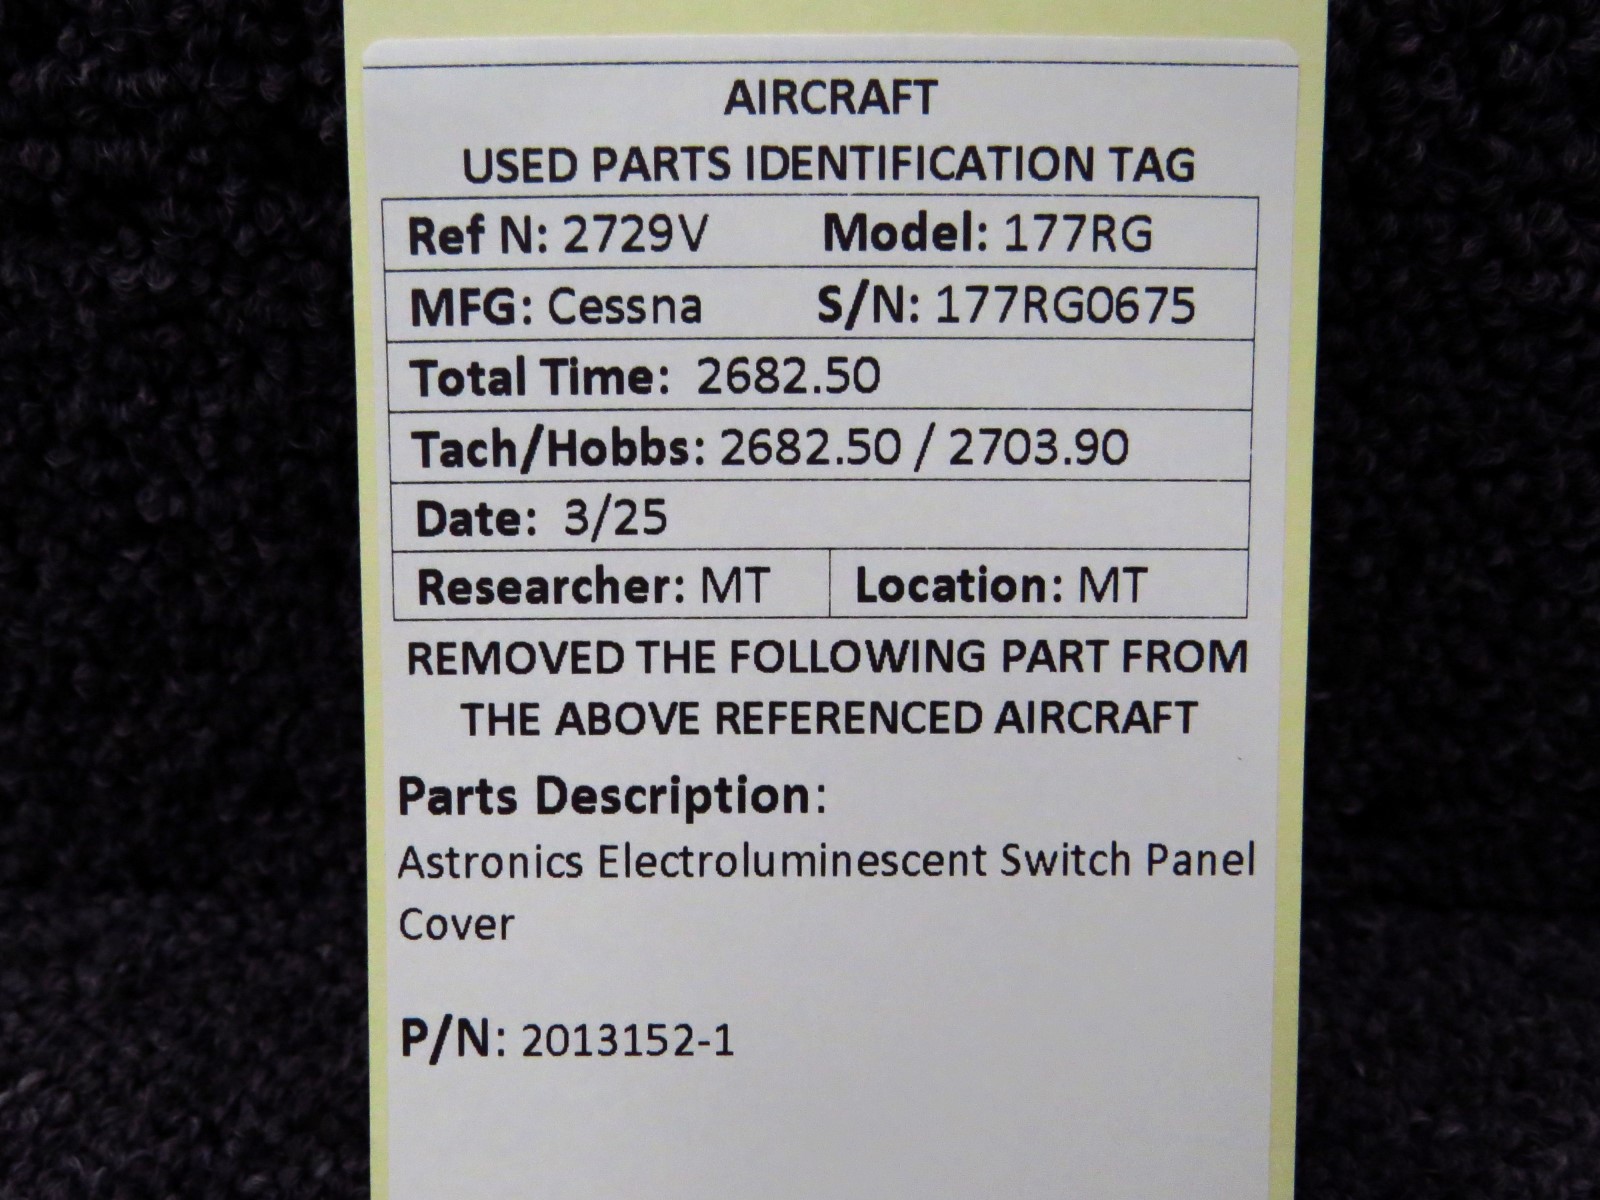 AIRCRAFT
USED PARTS IDENTIFICATION TAG
Ref N: 2729V Model: 177RG
MFG: Cessna S/N: 177RG0675
Total Time: 2682.50
Tach/Hobbs: 2682.50 / 2703.90
Date: 3/25
Researcher: MT Location: MT
REMOVED THE FOLLOWING PART FROM
THE ABOVE REFERENCED AIRCRAFT
Parts Description:
Astronics Electroluminescent Switch Panel
Cover
P/N: 2013152-1